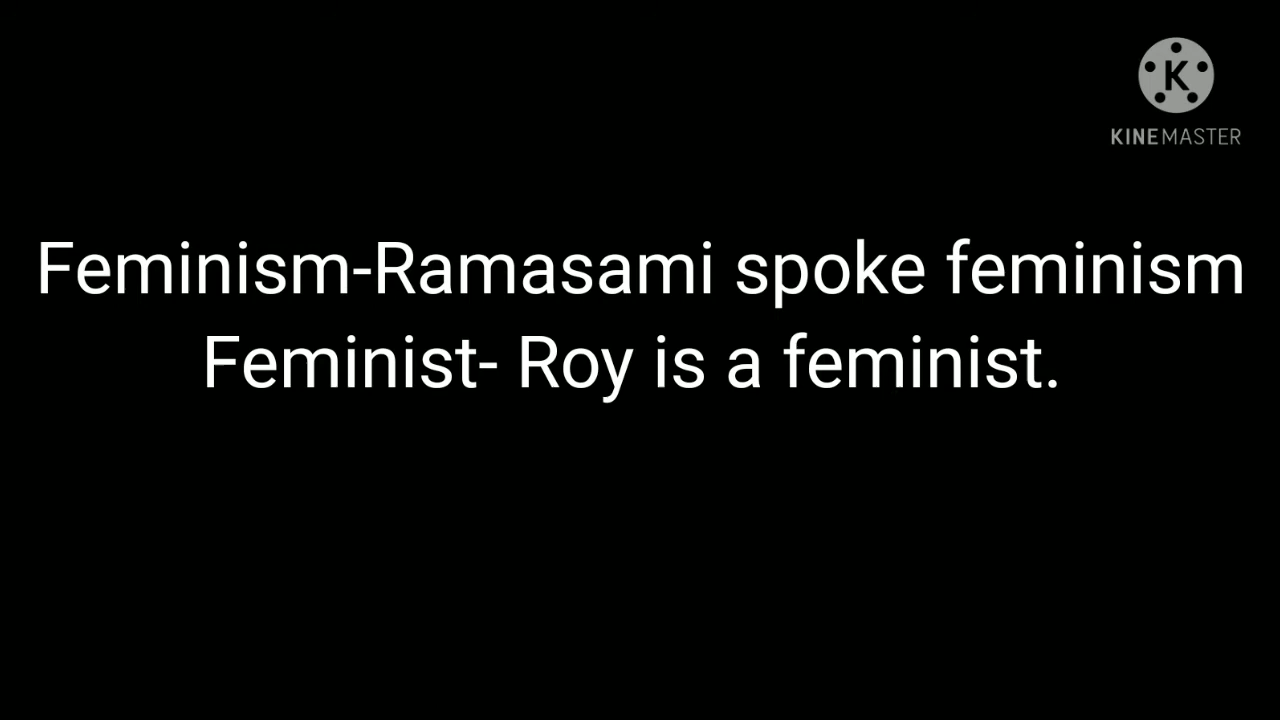 K
KINEMASTER
Feminism-Ramasami spoke feminism
Feminist- Roy is a feminist.